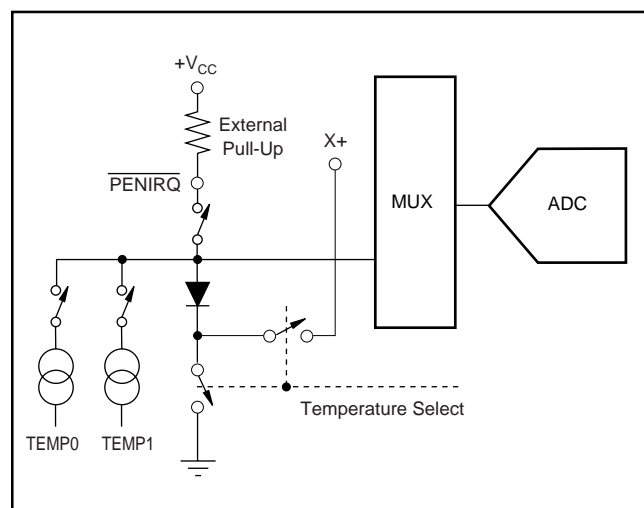 +VCC
External
Pull-Up
X+
PENIRQ
MUX
ADC
Temperature Select
TEMP0
TEMP1